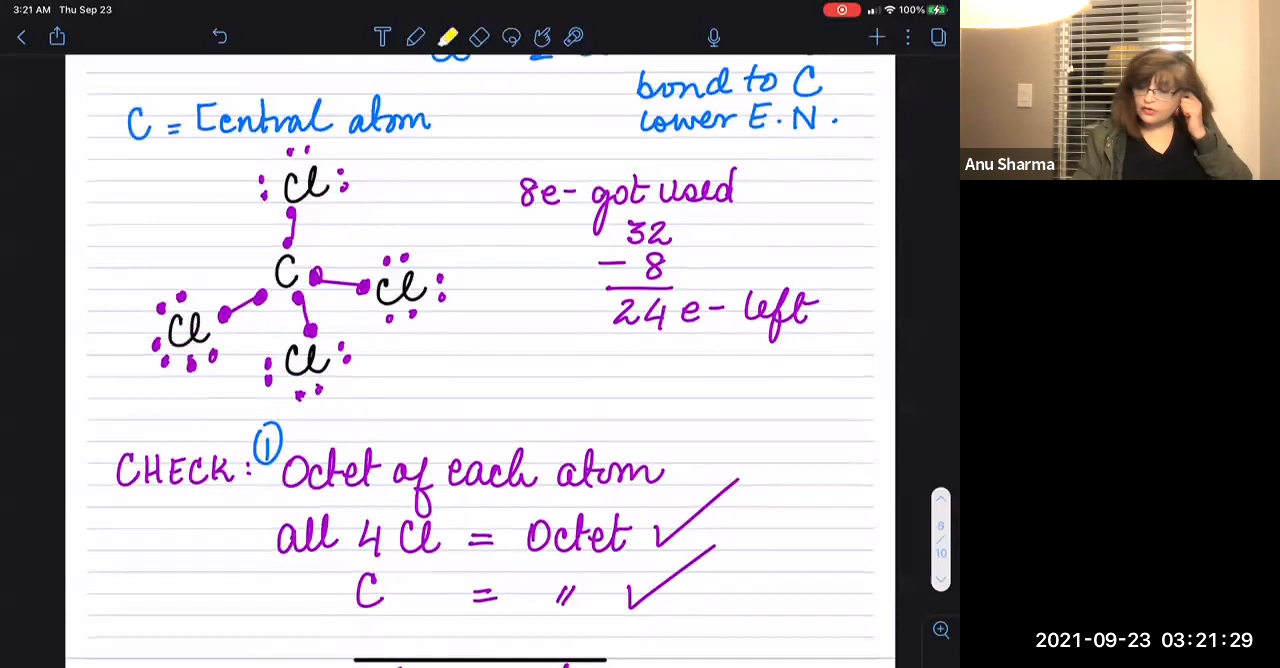 3:21 AM Thu Sep 23
100%
bond to C
C = Central atom
lower E.N.
Cl
8e- got used
32
- 8
24 e- left
C
Cl
Cl
Cl
CHECK: ① Octet of each atom
all 4 Cl = Octet ✓
C = " ✓
8
/
10
Anu Sharma
2021-09-23 03:21:29